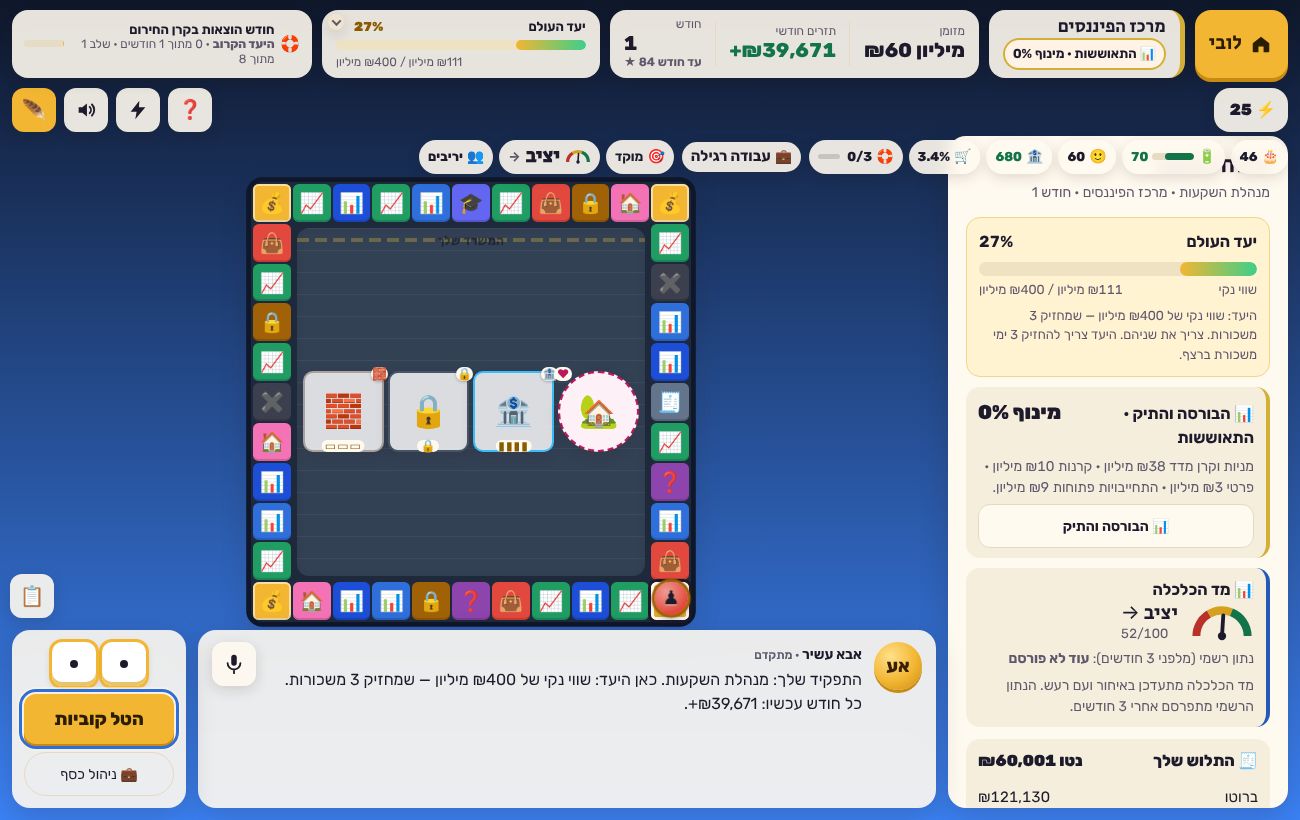 לובי
מרכז הפיננסים
התאוששות • מינוף 0%
מזומן
₪60 מיליון
תזרים חודשי
+₪39,671
חודש
1
עד חודש 84 ★
יעד העולם
27%
₪111 מיליון / ₪400 מיליון
חודש הוצאות בקרן החירום
היעד הקרוב • 0 מתוך 1 חודשים • שלב 1
מתוך 8
25
46
70
60
680
3.4%
0/3
עבודה רגילה
מוקד
יציב →
יריבים
מנהלת השקעות • מרכז הפיננסים • חודש 1
יעד העולם
27%
שווי נקי
₪111 מיליון / ₪400 מיליון
היעד: שווי נקי של ₪400 מיליון — שמחזיק 3
משכורות. צריך את שניהם. היעד צריך להחזיק 3 ימי
משכורת ברצף.
הבורסה והתיק •
התאוששות
מינוף 0%
מניות וקרן מדד ₪38 מיליון • קרנות ₪10 מיליון •
פרטי ₪3 מיליון • התחייבויות פתוחות ₪9 מיליון.
הבורסה והתיק
מד הכלכלה
יציב →
52/100
נתון רשמי (מלפני 3 חודשים): עוד לא פורסם
מד הכלכלה מתעדכן באיחור ועם רעש. הנתון
הרשמי מתפרסם אחרי 3 חודשים.
התלוש שלך
נטו ₪60,001
ברוטו
₪121,130
המשרד שלך
אע
אבא עשיר • מתקדם
התפקיד שלך: מנהלת השקעות. כאן היעד: שווי נקי של ₪400 מיליון — שמחזיק 3 משכורות.
כל חודש עכשיו: ₪39,671+.
הטל קוביות
ניהול כסף